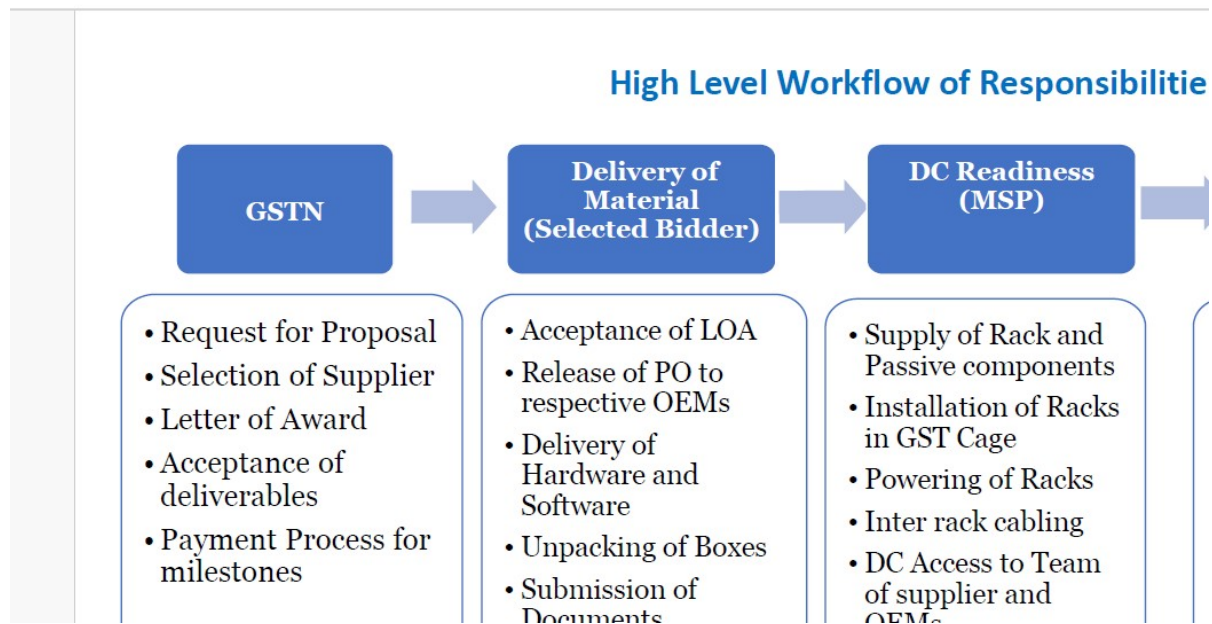 High Level Workflow of Responsibilitie
GSTN
Delivery of
Material
(Selected Bidder)
DC Readiness
(MSP)
• Request for Proposal
• Selection of Supplier
• Letter of Award
• Acceptance of
deliverables
• Payment Process for
milestones
• Acceptance of LOA
• Release of PO to
respective OEMs
• Delivery of
Hardware and
Software
• Unpacking of Boxes
• Submission of
Documents
• Supply of Rack and
Passive components
• Installation of Racks
in GST Cage
• Powering of Racks
• Inter rack cabling
• DC Access to Team
of supplier and
OEMs